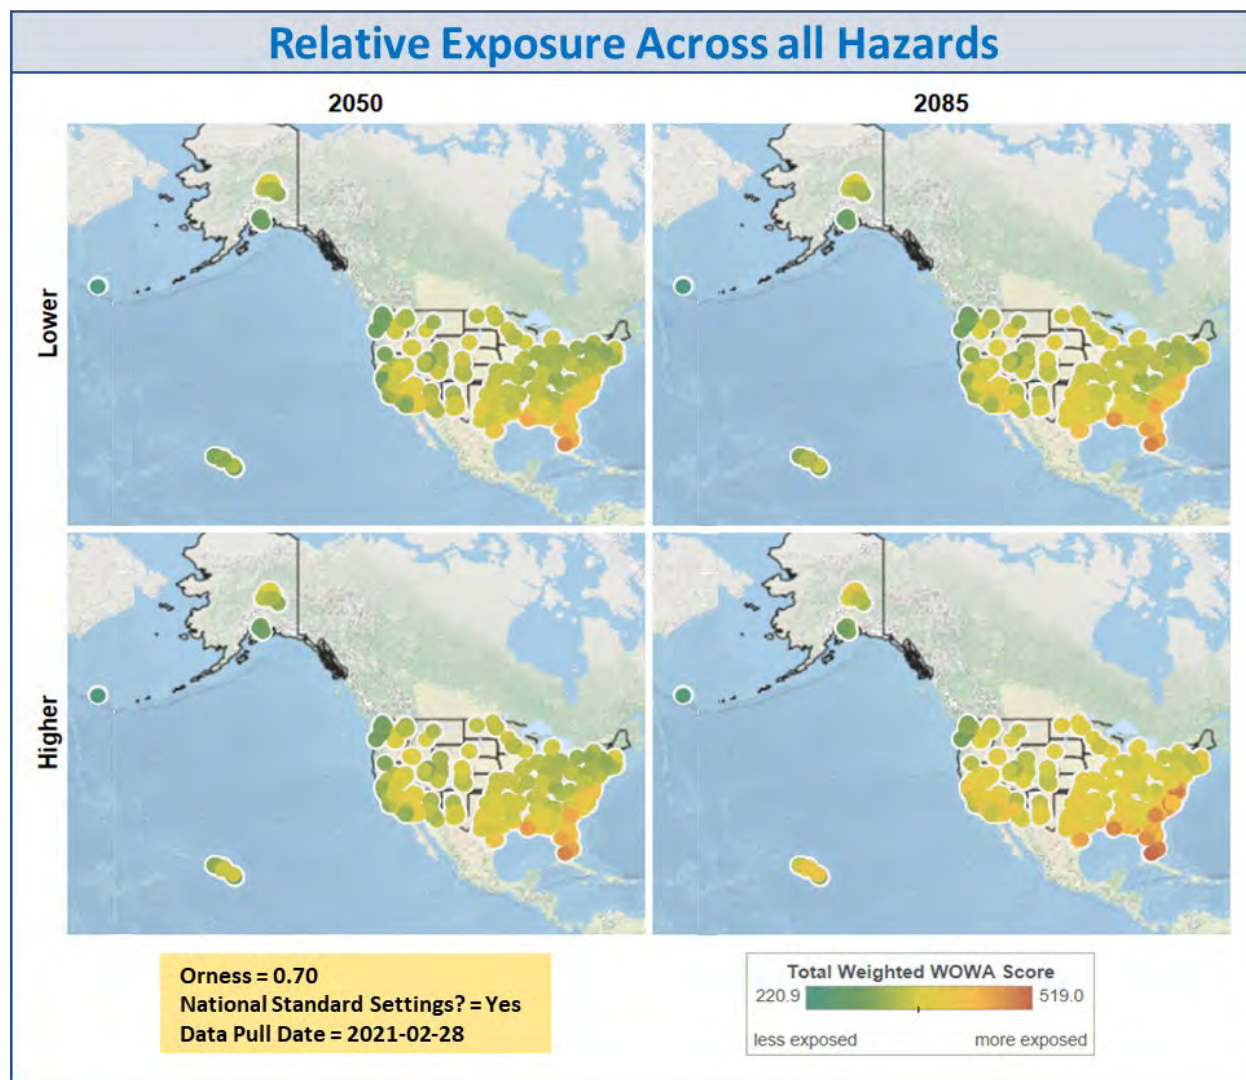 Relative Exposure Across all Hazards
2050
2085
Lower
Higher
Orness = 0.70
National Standard Settings? = Yes
Data Pull Date = 2021-02-28
Total Weighted WOWA Score
220.9
519.0
less exposed
more exposed